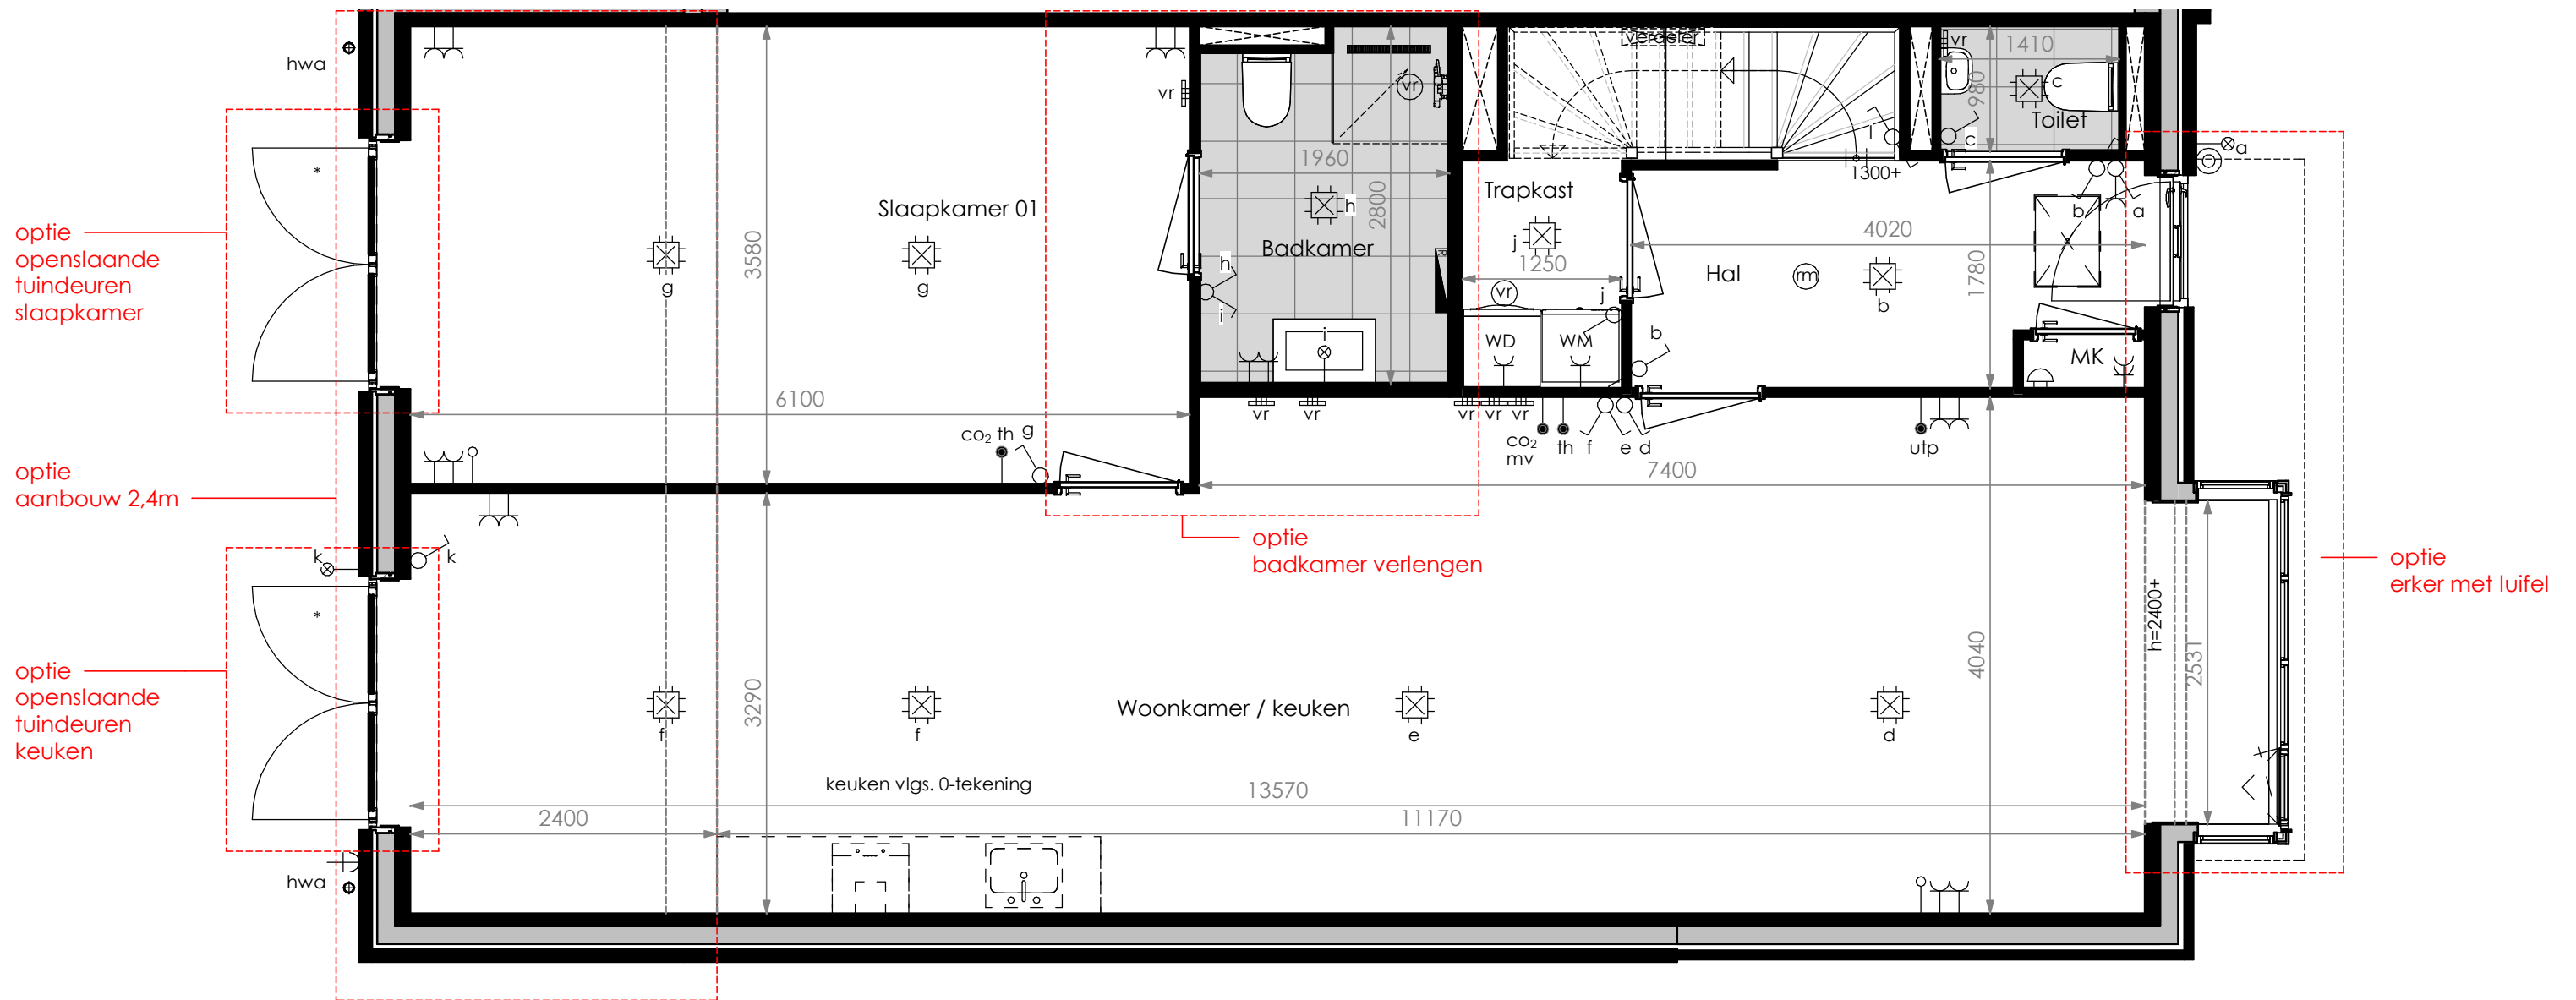 hwa
optie
openslaande
tuindeuren
slaapkamer
*
optie
aanbouw 2,4m
optie
openslaande
tuindeuren
keuken
*
k
k
hwa
Slaapkamer 01
g
g
3580
6100
vr
co₂ th g
1960
2800
vr
h
Badkamer
h
i
i
vr
vr
optie
badkamer verlengen
verdeler
Trapkast
j
1250
vr
j
WD
WM
l
1300+
Hal
rm
b
4020
1780
b
vr
1410
980
c
c
Toilet
a
b
a
MK
vr vr vr
co₂
mv
th
f
e d
utp
7400
Woonkamer / keuken
f
f
e
d
3290
4040
keuken vlgs. 0-tekening
13570
2400
11170
h=2400+
2531
optie
erker met luifel